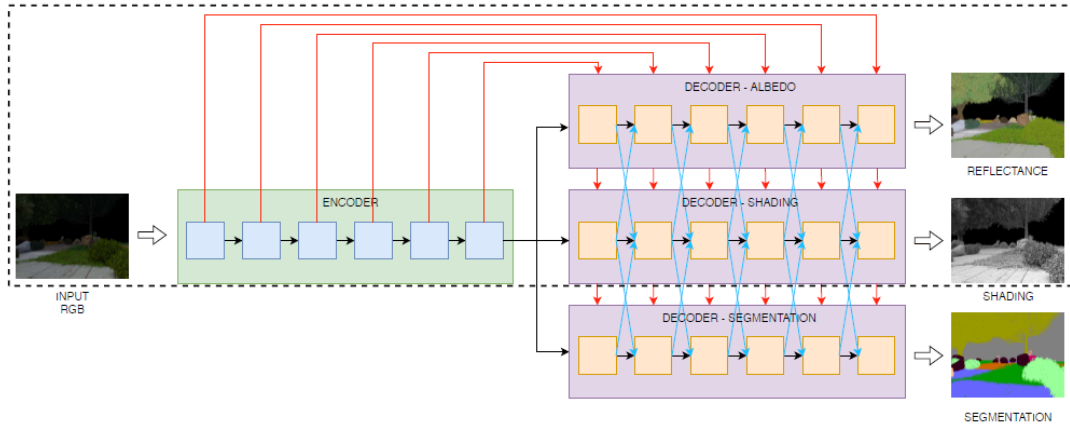 DECODER - ALBEDO
REFLECTANCE
ENCODER
DECODER - SHADING
INPUT
RGB
SHADING
DECODER - SEGMENTATION
SEGMENTATION